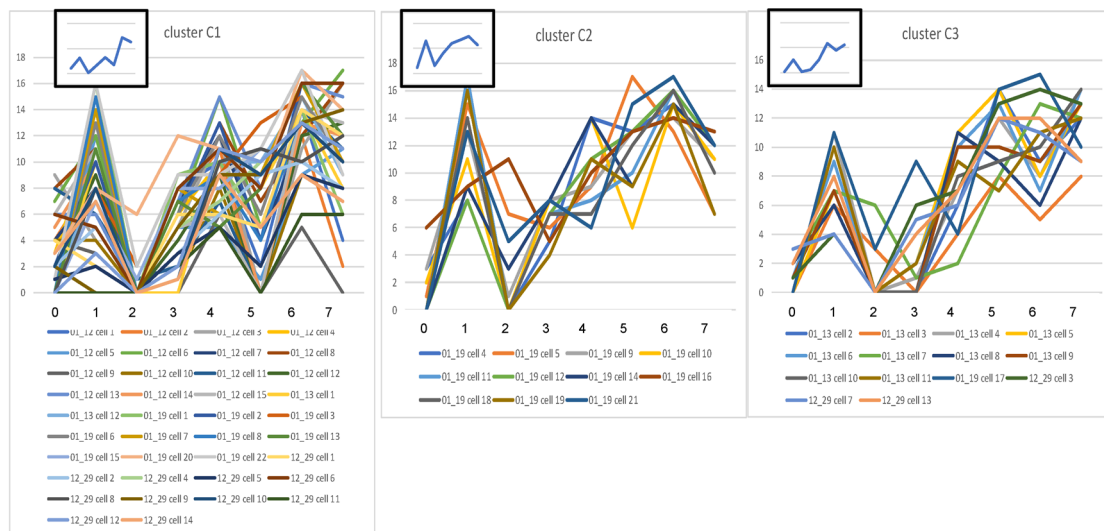 cluster C1
18
16
14
12
10
8
6
4
2
0
0 1 2 3 4 5 6 7
01_12 cell 1 01_12 cell 2 01_12 cell 3 01_12 cell 4
01_12 cell 5 01_12 cell 6 01_12 cell 7 01_12 cell 8
01_12 cell 9 01_12 cell 10 01_12 cell 11 01_12 cell 12
01_12 cell 13 01_12 cell 14 01_12 cell 15 01_13 cell 1
01_13 cell 12 01_19 cell 1 01_19 cell 2 01_19 cell 3
01_19 cell 6 01_19 cell 7 01_19 cell 8 01_19 cell 13
01_19 cell 15 01_19 cell 20 01_19 cell 22 12_29 cell 1
12_29 cell 2 12_29 cell 4 12_29 cell 5 12_29 cell 6
12_29 cell 8 12_29 cell 9 12_29 cell 10 12_29 cell 11
12_29 cell 12 12_29 cell 14
cluster C2
18
16
14
12
10
8
6
4
2
0
0 1 2 3 4 5 6 7
01_19 cell 4 01_19 cell 5 01_19 cell 9 01_19 cell 10
01_19 cell 11 01_19 cell 12 01_19 cell 14 01_19 cell 16
01_19 cell 18 01_19 cell 19 01_19 cell 21
cluster C3
16
14
12
10
8
6
4
2
0
0 1 2 3 4 5 6 7
01_13 cell 2 01_13 cell 3 01_13 cell 4 01_13 cell 5
01_13 cell 6 01_13 cell 7 01_13 cell 8 01_13 cell 9
01_13 cell 10 01_13 cell 11 01_19 cell 17 12_29 cell 3
12_29 cell 7 12_29 cell 13